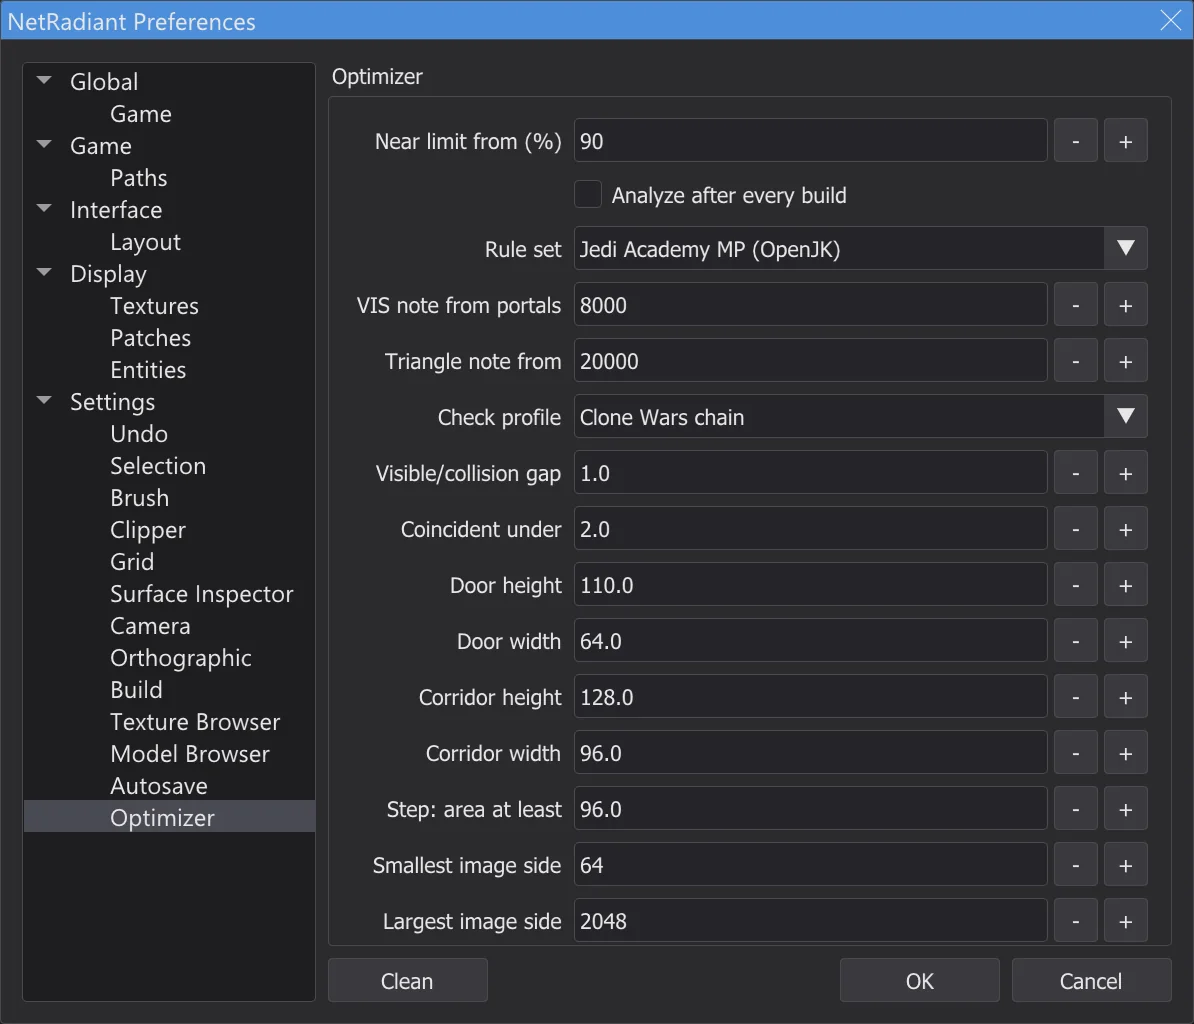 NetRadiant Preferences
Global
Game
Game
Paths
Interface
Layout
Display
Textures
Patches
Entities
Settings
Undo
Selection
Brush
Clipper
Grid
Surface Inspector
Camera
Orthographic
Build
Texture Browser
Model Browser
Autosave
Optimizer
Optimizer
Near limit from (%) 90 - +
Analyze after every build
Rule set Jedi Academy MP (OpenJK)
VIS note from portals 8000 - +
Triangle note from 20000 - +
Check profile Clone Wars chain
Visible/collision gap 1.0 - +
Coincident under 2.0 - +
Door height 110.0 - +
Door width 64.0 - +
Corridor height 128.0 - +
Corridor width 96.0 - +
Step: area at least 96.0 - +
Smallest image side 64 - +
Largest image side 2048 - +
Clean OK Cancel